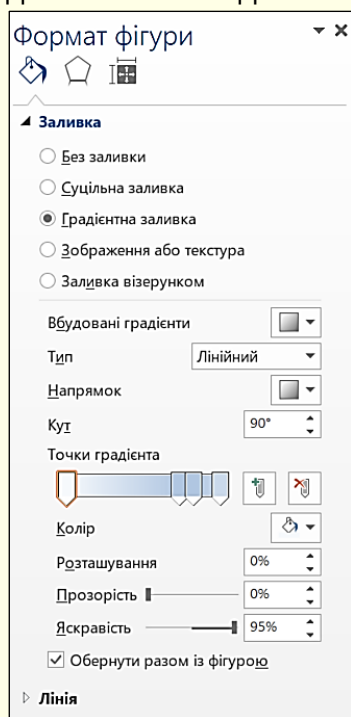 Формат фігури
Заливка
Без заливки
Суцільна заливка
Градієнтна заливка
Зображення або текстура
Заливка візерунком
Вбудовані градієнти
Тип Лінійний
Напрямок
Кут 90°
Точки градієнта
Колір
Розташування 0%
Прозорість 0%
Яскравість 95%
Обернути разом із фігурою
Лінія